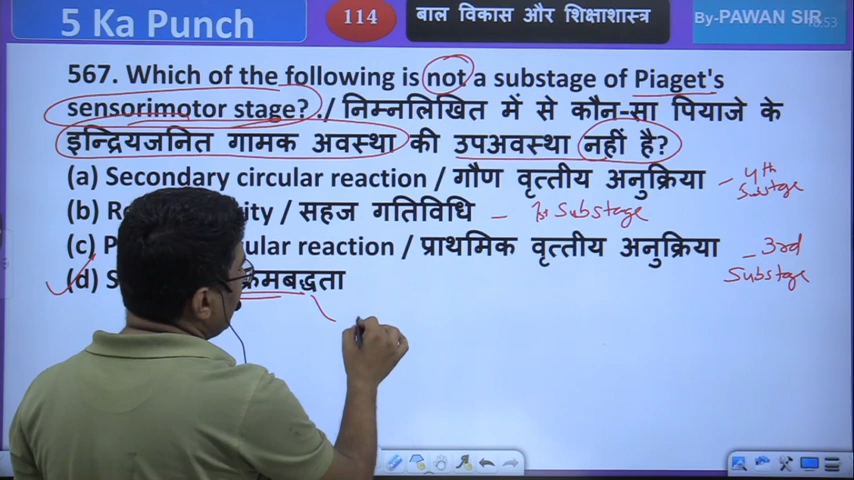 5 Ka Punch
114
बाल विकास और शिक्षाशास्त्र
By-PAWAN SIR
567. Which of the following is not a substage of Piaget's
sensorimotor stage? ./ निम्नलिखित में से कौन-सा पियाजे के
इन्द्रियजनित गामक अवस्था की उपअवस्था नहीं है?
(a) Secondary circular reaction / गौण वृत्तीय अनुक्रिया – 4th Substage
(b) R ity / सहज गतिविधि – 1st Substage
(c) P ular reaction / प्राथमिक वृत्तीय अनुक्रिया – 3rd Substage
(d) S क्रमबद्धता